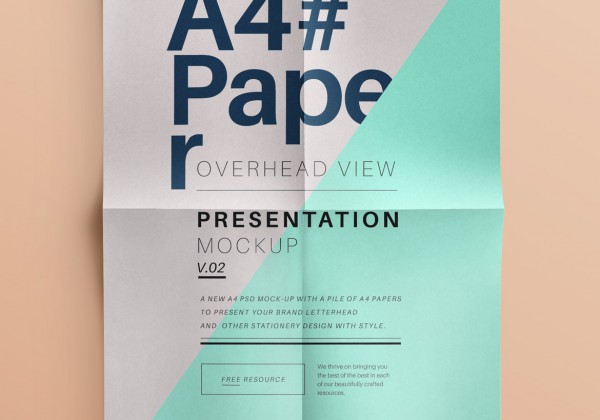 A4#
Pape
r
OVERHEAD VIEW
PRESENTATION
MOCKUP
V.02
A NEW A4 PSD MOCK-UP WITH A PILE OF A4 PAPERS
TO PRESENT YOUR BRAND LETTERHEAD
AND OTHER STATIONERY DESIGN WITH STYLE.
FREE RESOURCE
We thrive on bringing you
the best of the best in each
of our beautifully crafted
resources.